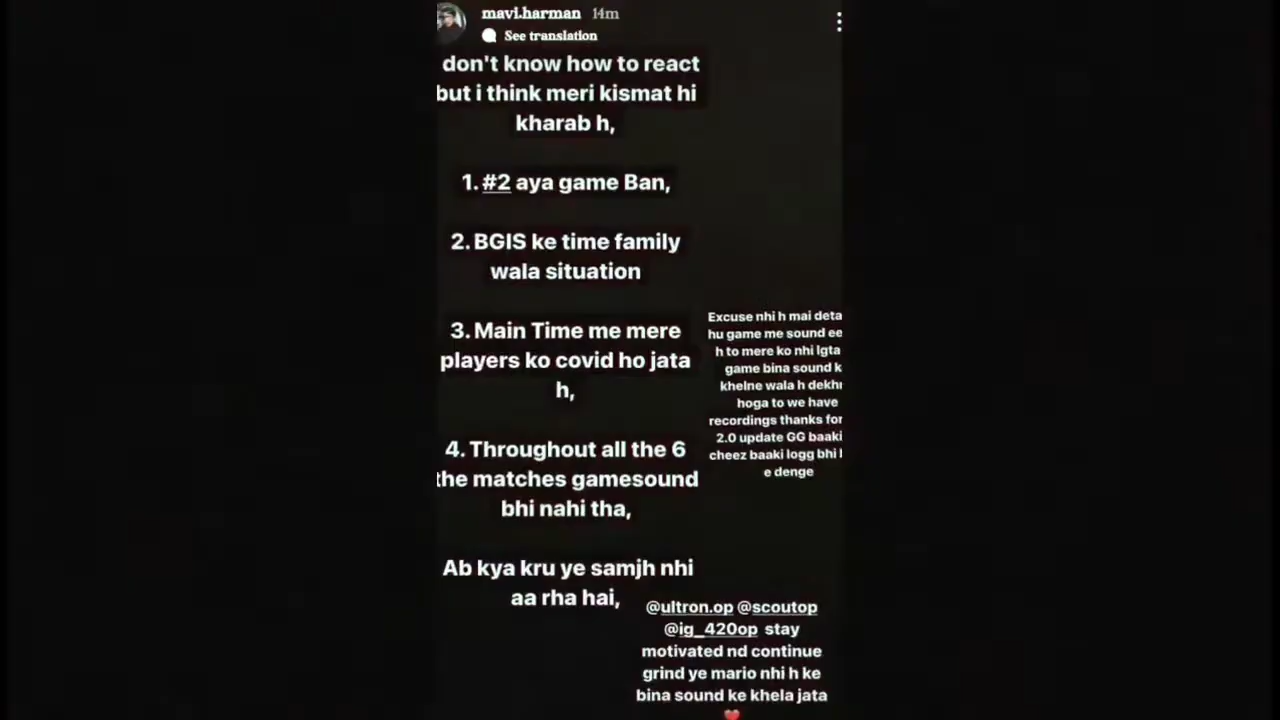 mavi.harman 14m
See translation
don't know how to react
but i think meri kismat hi
kharab h,
1. #2 aya game Ban,
2. BGIS ke time family
wala situation
3. Main Time me mere
players ko covid ho jata
h,
4. Throughout all the 6
the matches gamesound
bhi nahi tha,
Ab kya kru ye samjh nhi
aa rha hai,
Excuse nhi h mai deta
hu game me sound ee
h to mere ko nhi lgta
game bina sound k
khelne wala h dekh
hoga to we have
recordings thanks for
2.0 update GG baaki
cheez baaki logg bhi
e denge
@ultron.op @scoutop
@ig_420op stay
motivated nd continue
grind ye mario nhi h ke
bina sound ke khela jata
❤️